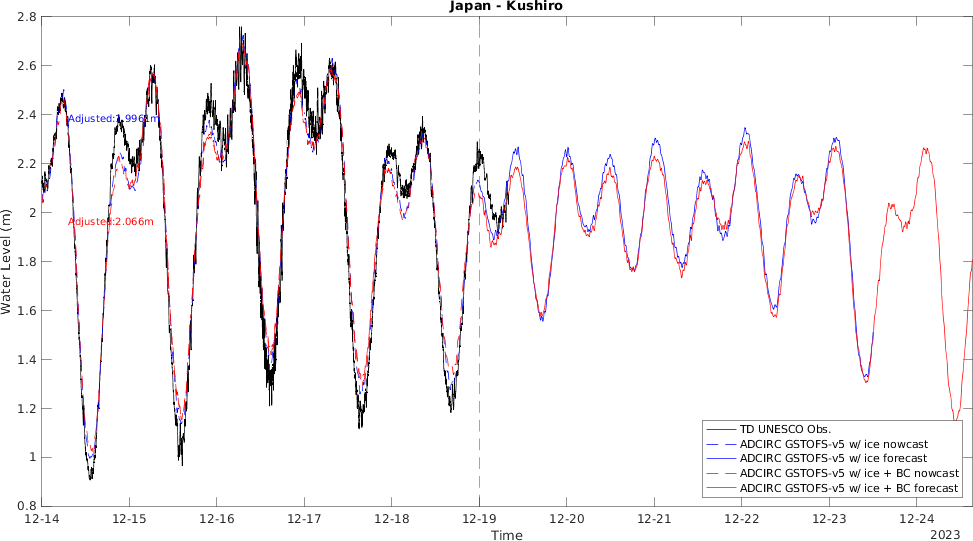 Japan - Kushiro
2.8
2.6
2.4
2.2
2
1.8
1.6
1.4
1.2
1
0.8
Water Level (m)
Adjusted:1.9961m
Adjusted:2.066m
TD UNESCO Obs.
ADCIRC GSTOFS-v5 w/ ice nowcast
ADCIRC GSTOFS-v5 w/ ice forecast
ADCIRC GSTOFS-v5 w/ ice + BC nowcast
ADCIRC GSTOFS-v5 w/ ice + BC forecast
12-14 12-15 12-16 12-17 12-18 12-19 12-20 12-21 12-22 12-23 12-24
Time
2023